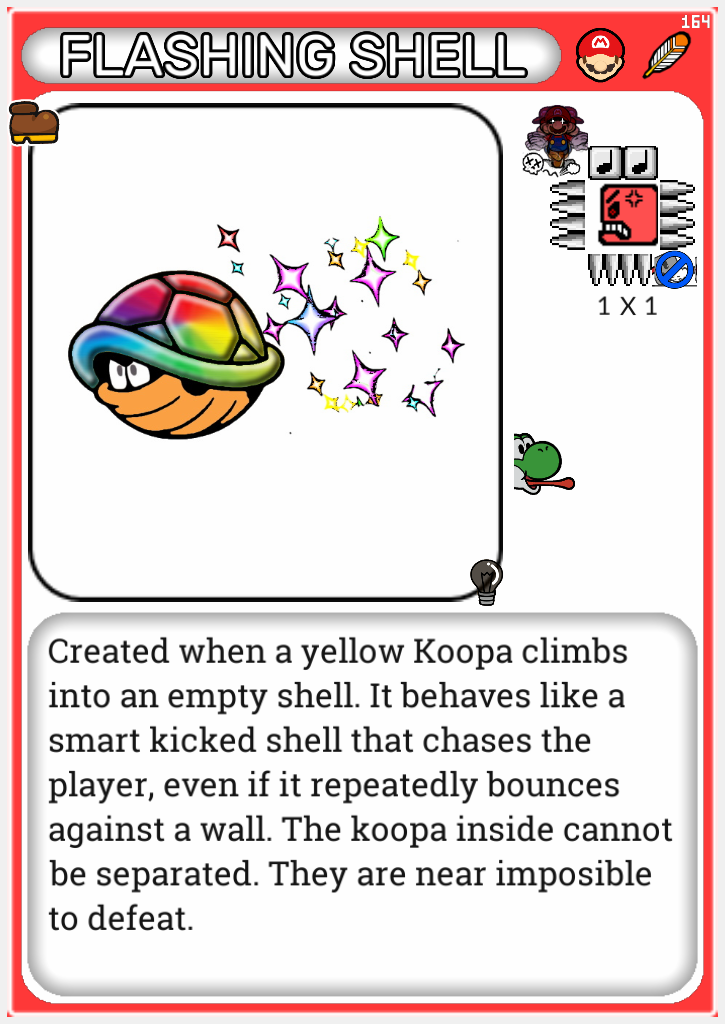 164
FLASHING SHELL
M
1 X 1
Created when a yellow Koopa climbs
into an empty shell. It behaves like a
smart kicked shell that chases the
player, even if it repeatedly bounces
against a wall. The koopa inside cannot
be separated. They are near imposible
to defeat.